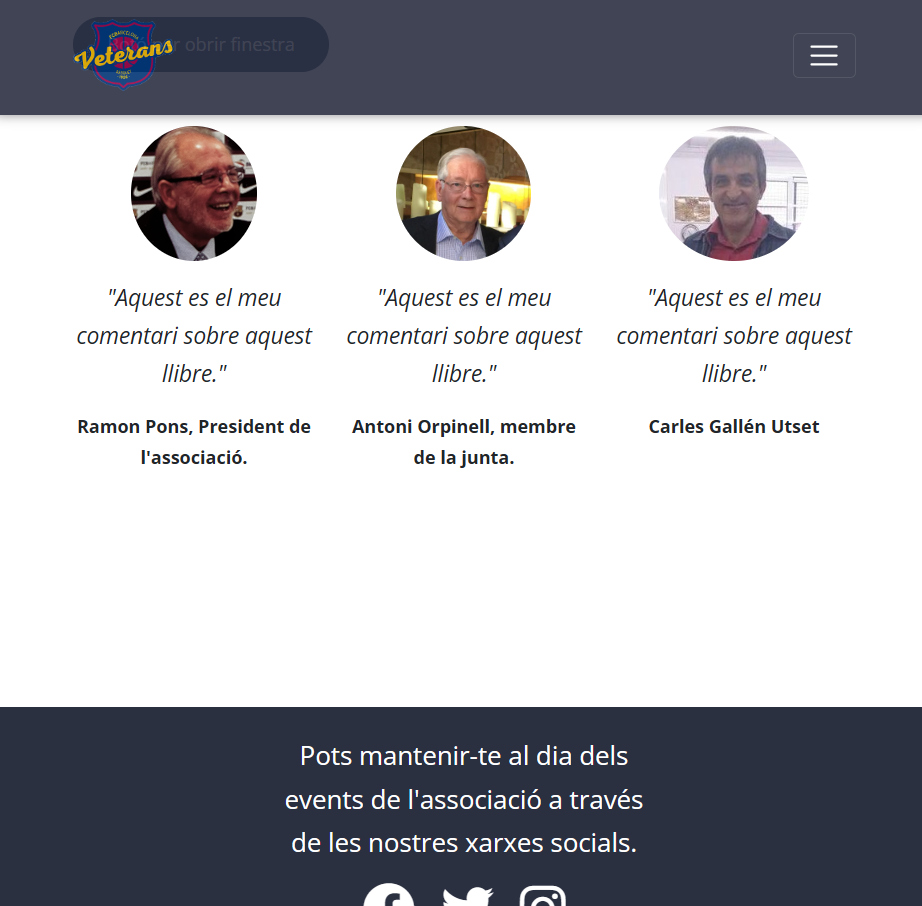 Veterans
obrir finestra
"Aquest es el meu
comentari sobre aquest
llibre."
Ramon Pons, President de
l'associació.
"Aquest es el meu
comentari sobre aquest
llibre."
Antoni Orpinell, membre
de la junta.
"Aquest es el meu
comentari sobre aquest
llibre."
Carles Gallén Utset
Pots mantenir-te al dia dels
events de l'associació a través
de les nostres xarxes socials.